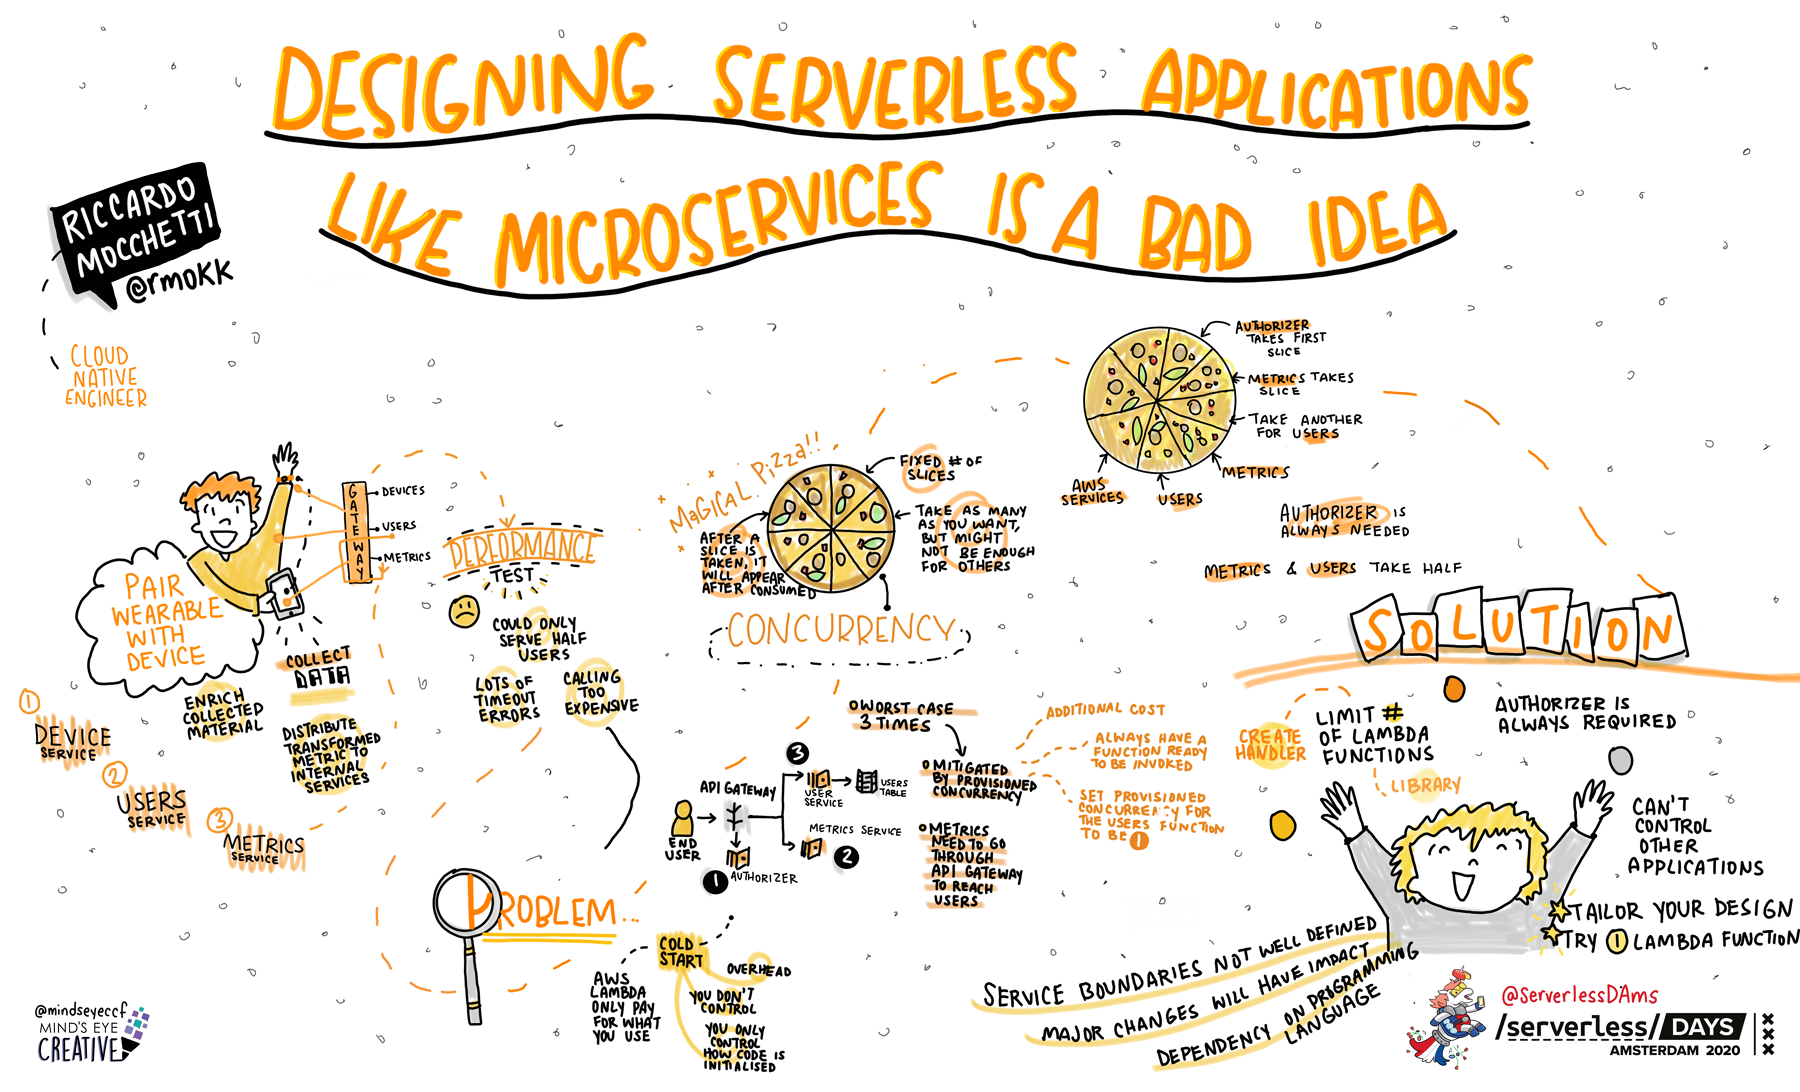 DESIGNING SERVERLESS APPLICATIONS
LIKE MICROSERVICES IS A BAD IDEA
RICCARDO
MOCCHETTI
@rmoKK
CLOUD
NATIVE
ENGINEER
PAIR
WEARABLE
WITH
DEVICE
GATEWAY
DEVICES
USERS
METRICS
COLLECT
DATA
ENRICH
COLLECTED
MATERIAL
DISTRIBUTE
TRANSFORMED
METRIC TO
INTERNAL
SERVICES
1
DEVICE
SERVICE
2
USERS
SERVICE
3
METRICS
SERVICE
PERFORMANCE
TEST
COULD ONLY
SERVE HALF
USERS
LOTS OF
TIMEOUT
ERRORS
CALLING
TOO
EXPENSIVE
PROBLEM...
MAGICAL PIZZA!!
FIXED # OF
SLICES
TAKE AS MANY
AS YOU WANT,
BUT MIGHT
NOT BE ENOUGH
FOR OTHERS
AFTER A
SLICE IS
TAKEN, IT
WILL APPEAR
AFTER CONSUMED
CONCURRENCY
AUTHORIZER
TAKES FIRST
SLICE
METRICS TAKES
SLICE
TAKE ANOTHER
FOR USERS
METRICS
USERS
AWS
SERVICES
AUTHORIZER IS
ALWAYS NEEDED
METRICS & USERS TAKE HALF
END
USER
API GATEWAY
1
AUTHORIZER
3
USER
SERVICE
USERS
TABLE
METRICS SERVICE
2
WORST CASE
3 TIMES
MITIGATED
BY PROVISIONED
CONCURRENCY
METRICS
NEED TO GO
THROUGH
API GATEWAY
TO REACH
USERS
ADDITIONAL COST
ALWAYS HAVE A
FUNCTION READY
TO BE INVOKED
SET PROVISIONED
CONCURRENCY FOR
THE USERS FUNCTION
TO BE 1
COLD
START
AWS
LAMBDA
ONLY PAY
FOR WHAT
YOU USE
OVERHEAD
YOU DON'T
CONTROL
YOU ONLY
CONTROL
HOW CODE IS
INITIALISED
SOLUTION
CREATE
HANDLER
LIMIT #
OF LAMBDA
FUNCTIONS
LIBRARY
AUTHORIZER IS
ALWAYS REQUIRED
CAN'T
CONTROL
OTHER
APPLICATIONS
TAILOR YOUR DESIGN
TRY 1 LAMBDA FUNCTION
SERVICE BOUNDARIES NOT WELL DEFINED
MAJOR CHANGES WILL HAVE IMPACT
DEPENDENCY ON PROGRAMMING
LANGUAGE
@mindseyeccf
MIND'S EYE
CREATIVE
@ServerlessDAms
/serverless/DAYS
AMSTERDAM 2020